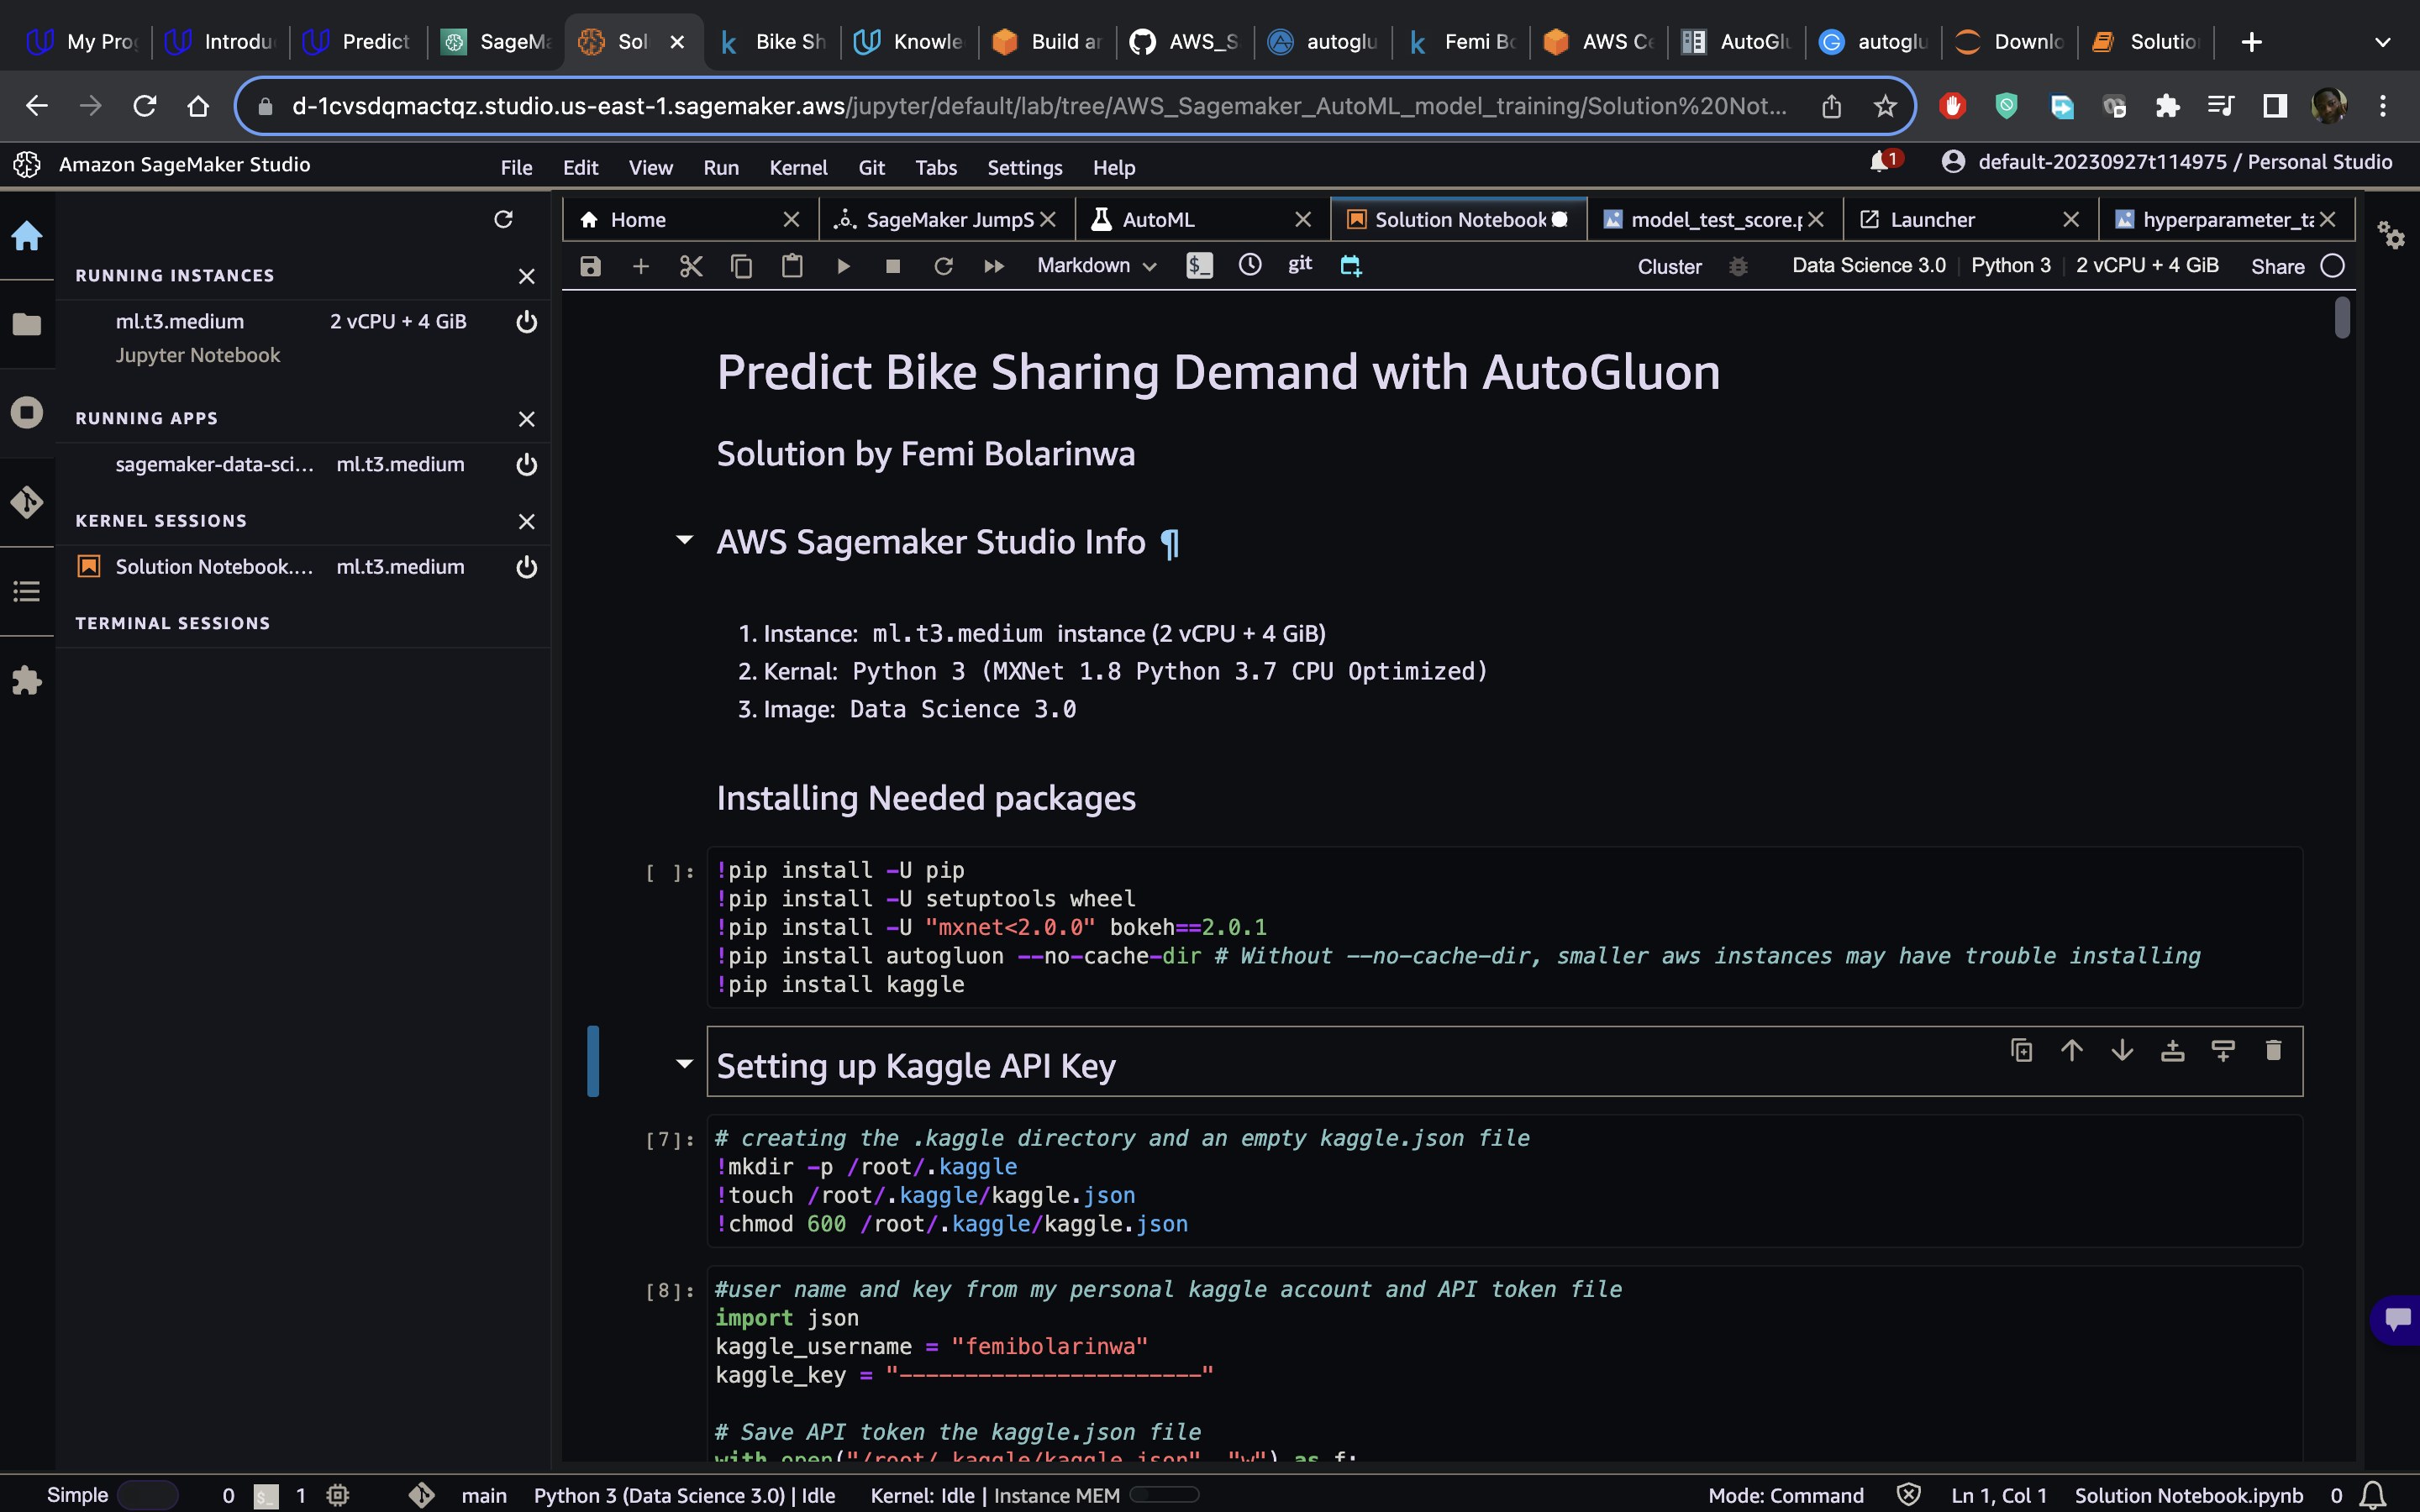 My Pro
Introdu
Predict
SageMa
Sol
Bike Sh
Knowle
Build an
AWS_S
autoglu
Femi Bo
AWS Ce
AutoGlu
autoglu
Downlo
Solutio
d-1cvsdqmactqz.studio.us-east-1.sagemaker.aws/jupyter/default/lab/tree/AWS_Sagemaker_AutoML_model_training/Solution%20Not...
Amazon SageMaker Studio
File Edit View Run Kernel Git Tabs Settings Help
1
default-20230927t114975 / Personal Studio
RUNNING INSTANCES
ml.t3.medium 2 vCPU + 4 GiB
Jupyter Notebook
RUNNING APPS
sagemaker-data-sci... ml.t3.medium
KERNEL SESSIONS
Solution Notebook.... ml.t3.medium
TERMINAL SESSIONS
Home
SageMaker JumpS
AutoML
Solution Notebook
model_test_score.p
Launcher
hyperparameter_ta
Markdown
$_
git
Cluster
Data Science 3.0 | Python 3 | 2 vCPU + 4 GiB
Share
Predict Bike Sharing Demand with AutoGluon
Solution by Femi Bolarinwa
AWS Sagemaker Studio Info ¶
1. Instance: ml.t3.medium instance (2 vCPU + 4 GiB)
2. Kernal: Python 3 (MXNet 1.8 Python 3.7 CPU Optimized)
3. Image: Data Science 3.0
Installing Needed packages
[ ]:
!pip install -U pip
!pip install -U setuptools wheel
!pip install -U "mxnet<2.0.0" bokeh==2.0.1
!pip install autogluon --no-cache-dir # Without --no-cache-dir, smaller aws instances may have trouble installing
!pip install kaggle
Setting up Kaggle API Key
[7]:
# creating the .kaggle directory and an empty kaggle.json file
!mkdir -p /root/.kaggle
!touch /root/.kaggle/kaggle.json
!chmod 600 /root/.kaggle/kaggle.json
[8]:
#user name and key from my personal kaggle account and API token file
import json
kaggle_username = "femibolarinwa"
kaggle_key = "-----------------------"
# Save API token the kaggle.json file
with open("/root/.kaggle/kaggle.json", "w") as f:
Simple 0 $_ 1 main Python 3 (Data Science 3.0) | Idle Kernel: Idle | Instance MEM
Mode: Command Ln 1, Col 1 Solution Notebook.ipynb 0